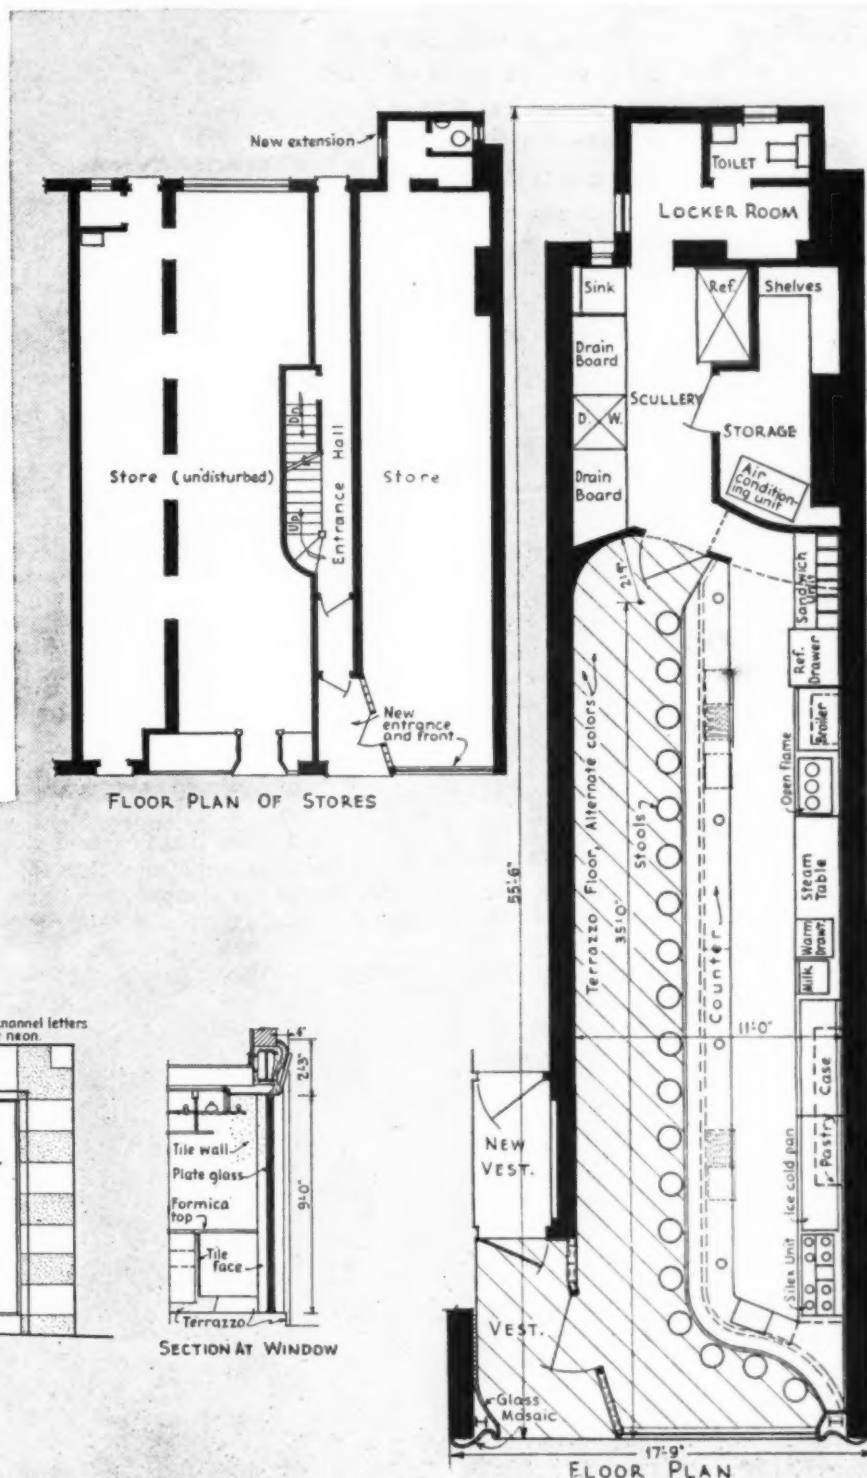 New extension
Store (undisturbed)
Dn.
Up
Entrance Hall
Store
New
entrance
and front
FLOOR PLAN OF STORES
channel letters
neon.
4"
2'-3"
9'-0"
Tile wall
Plate glass
Formica
top
Tile
face
Terrazzo
SECTION AT WINDOW
TOILET
LOCKER ROOM
Sink
Ref.
Shelves
Drain
Board
SCULLERY
D. W.
STORAGE
Drain
Board
Air
condition-
ing unit
2'-9"
Sandwich
Unit
Ref.
Drawer
Broiler
Open flame
Terrazzo Floor, Alternate colors
Stools
35'-0"
55'-6"
Counter
Steam
Table
Warm.
Drawr.
Milk
11'-0"
Pastry Case
Ice cold pan
Silex Unit
NEW
VEST.
VEST.
Glass
Mosaic
17'-9"
FLOOR PLAN